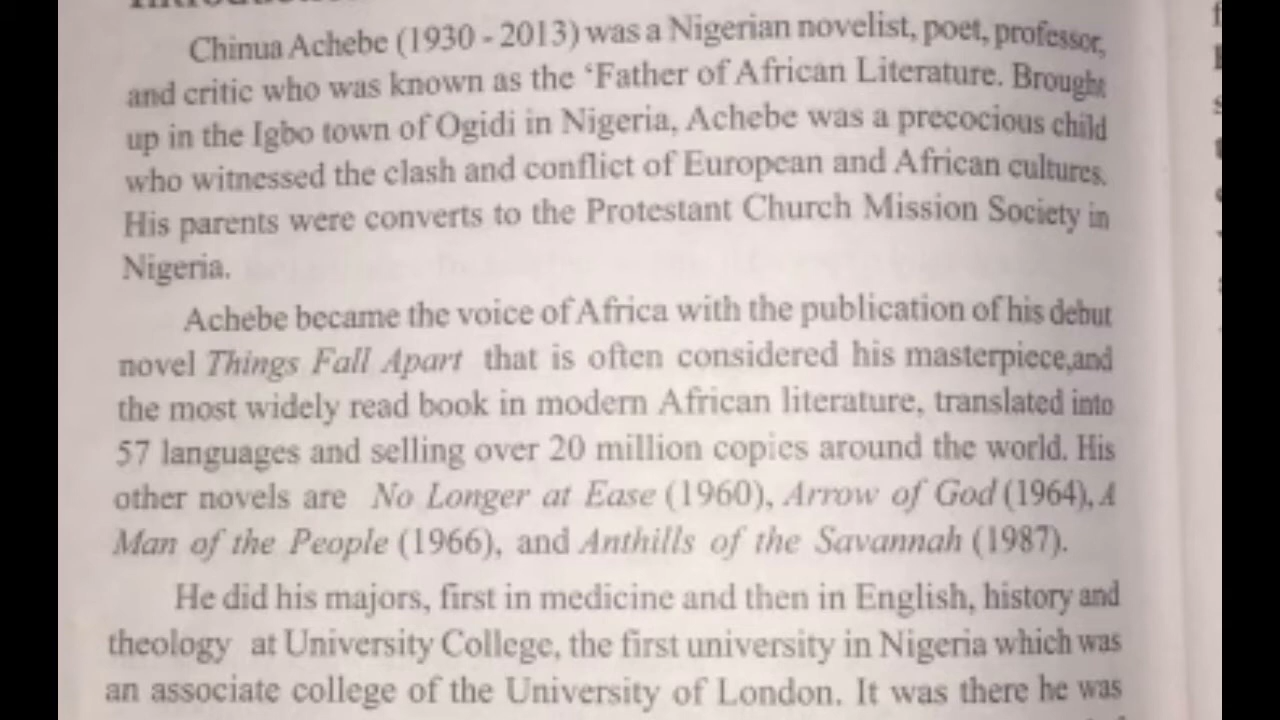 Chinua Achebe (1930 - 2013) was a Nigerian novelist, poet, professor,
and critic who was known as the ‘Father of African Literature. Brought
up in the Igbo town of Ogidi in Nigeria, Achebe was a precocious child
who witnessed the clash and conflict of European and African cultures.
His parents were converts to the Protestant Church Mission Society in
Nigeria.
Achebe became the voice of Africa with the publication of his debut
novel Things Fall Apart that is often considered his masterpiece,and
the most widely read book in modern African literature, translated into
57 languages and selling over 20 million copies around the world. His
other novels are No Longer at Ease (1960), Arrow of God (1964), A
Man of the People (1966), and Anthills of the Savannah (1987).
He did his majors, first in medicine and then in English, history and
theology at University College, the first university in Nigeria which was
an associate college of the University of London. It was there he was